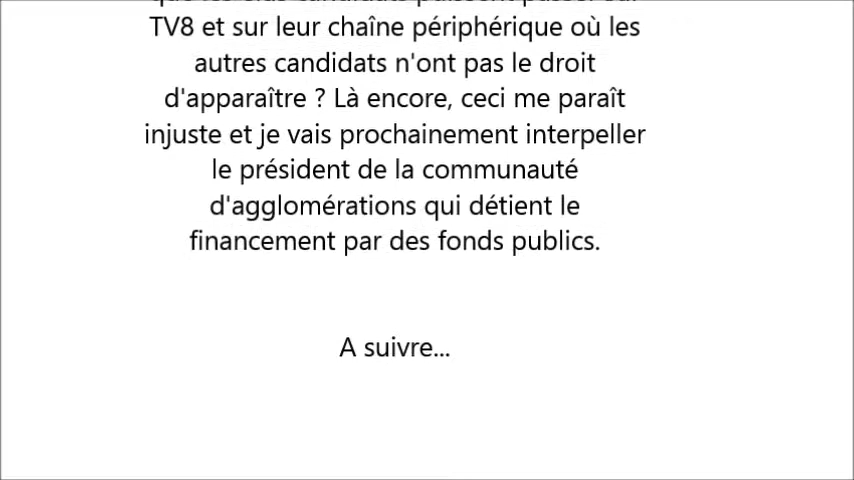 TV8 et sur leur chaîne périphérique où les
autres candidats n'ont pas le droit
d'apparaître ? Là encore, ceci me paraît
injuste et je vais prochainement interpeller
le président de la communauté
d'agglomérations qui détient le
financement par des fonds publics.
A suivre...